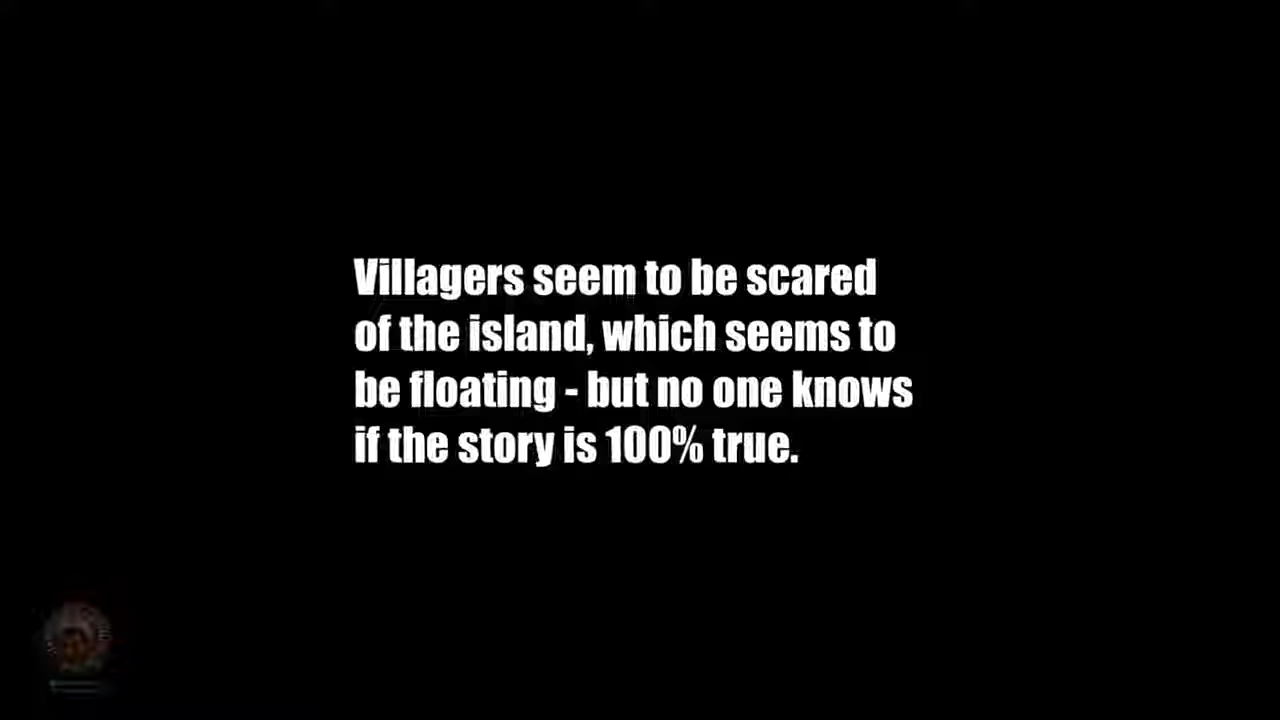 Villagers seem to be scared
of the island, which seems to
be floating - but no one knows
if the story is 100% true.